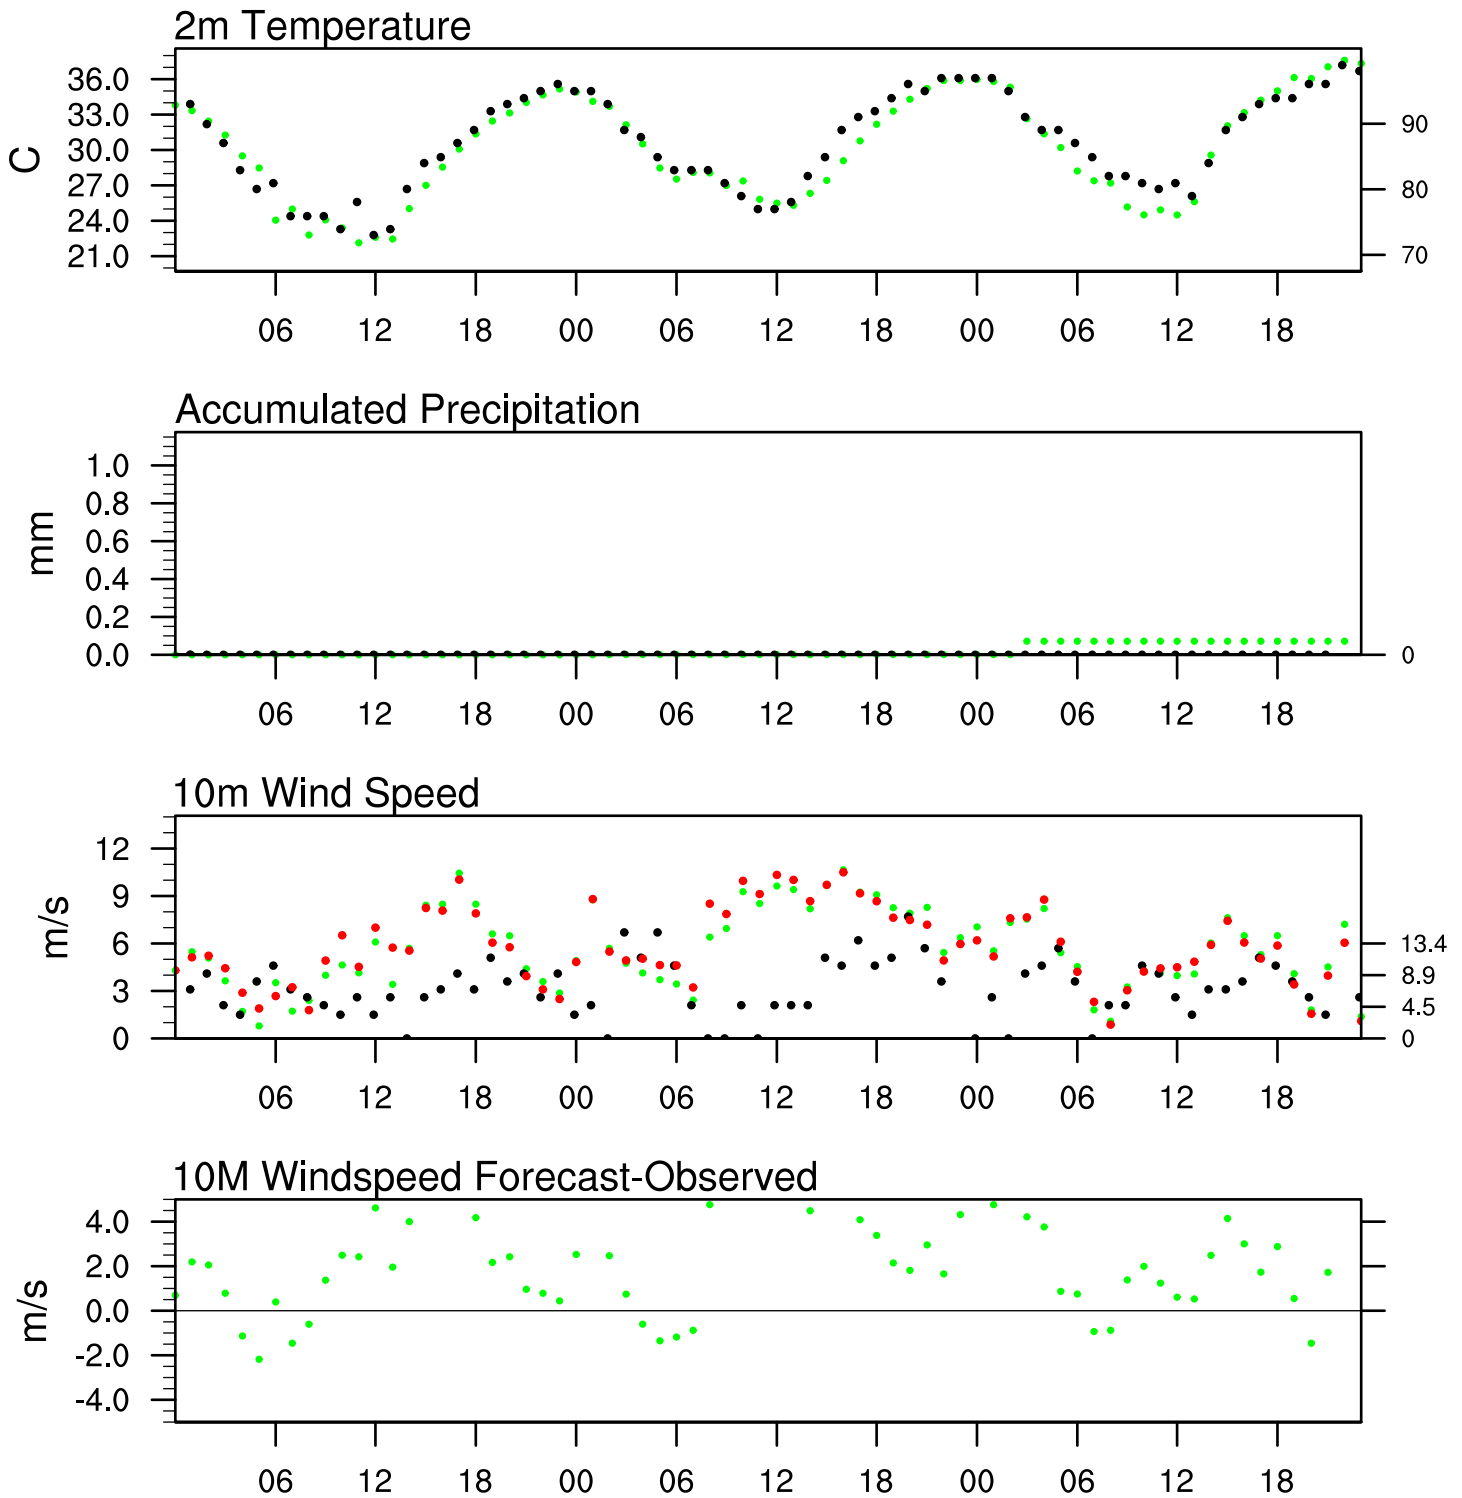 2m Temperature
36.0
33.0
30.0
27.0
24.0
21.0
C
90
80
70
06 12 18 00 06 12 18 00 06 12 18
Accumulated Precipitation
1.0
0.8
0.6
0.4
0.2
0.0
mm
0
06 12 18 00 06 12 18 00 06 12 18
10m Wind Speed
12
9
6
3
0
m/s
13.4
8.9
4.5
0
06 12 18 00 06 12 18 00 06 12 18
10M Windspeed Forecast-Observed
4.0
2.0
0.0
-2.0
-4.0
m/s
06 12 18 00 06 12 18 00 06 12 18